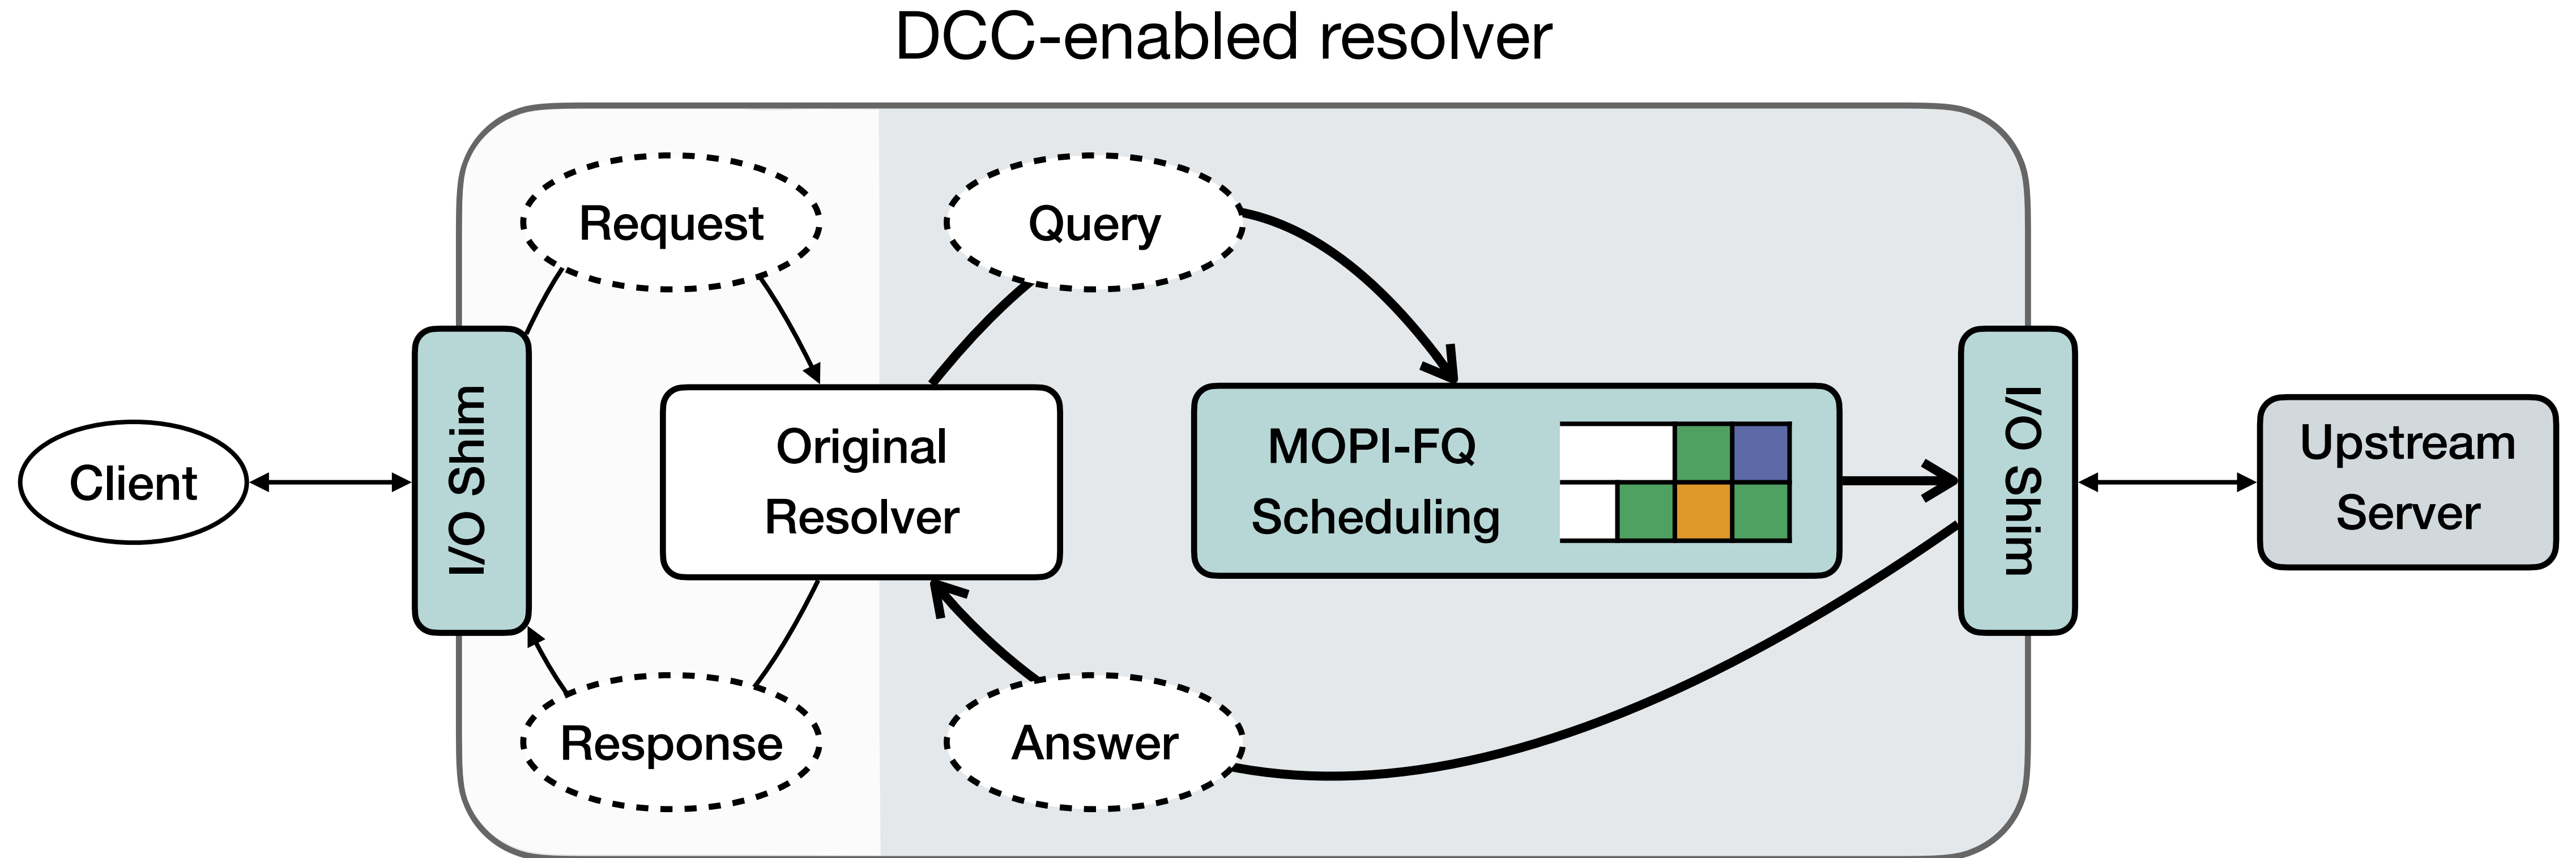 DCC-enabled resolver
Request
Query
Client
I/O Shim
Original
Resolver
MOPI-FQ
Scheduling
I/O Shim
Upstream
Server
Response
Answer